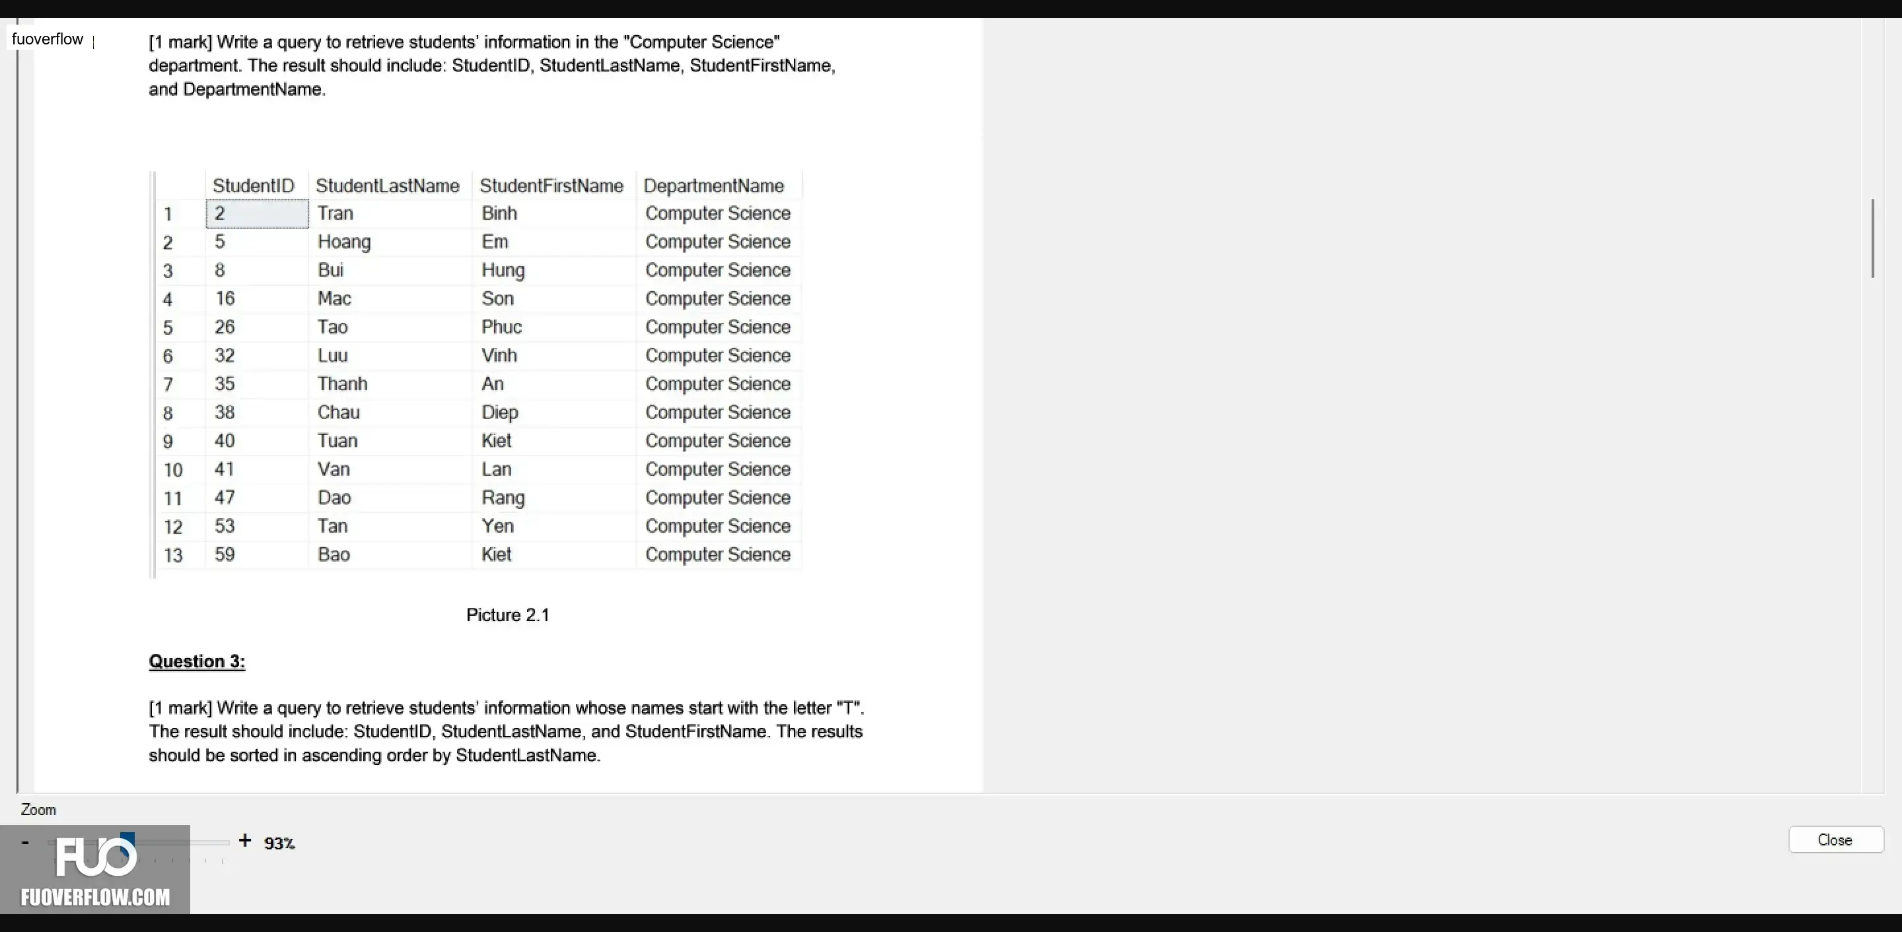 fuoverflow
[1 mark] Write a query to retrieve students' information in the "Computer Science"
department. The result should include: StudentID, StudentLastName, StudentFirstName,
and DepartmentName.
StudentID StudentLastName StudentFirstName DepartmentName
1 2 Tran Binh Computer Science
2 5 Hoang Em Computer Science
3 8 Bui Hung Computer Science
4 16 Mac Son Computer Science
5 26 Tao Phuc Computer Science
6 32 Luu Vinh Computer Science
7 35 Thanh An Computer Science
8 38 Chau Diep Computer Science
9 40 Tuan Kiet Computer Science
10 41 Van Lan Computer Science
11 47 Dao Rang Computer Science
12 53 Tan Yen Computer Science
13 59 Bao Kiet Computer Science
Picture 2.1
Question 3:
[1 mark] Write a query to retrieve students' information whose names start with the letter "T".
The result should include: StudentID, StudentLastName, and StudentFirstName. The results
should be sorted in ascending order by StudentLastName.
Zoom
- + 93%
Close
FUO
FUOVERFLOW.COM